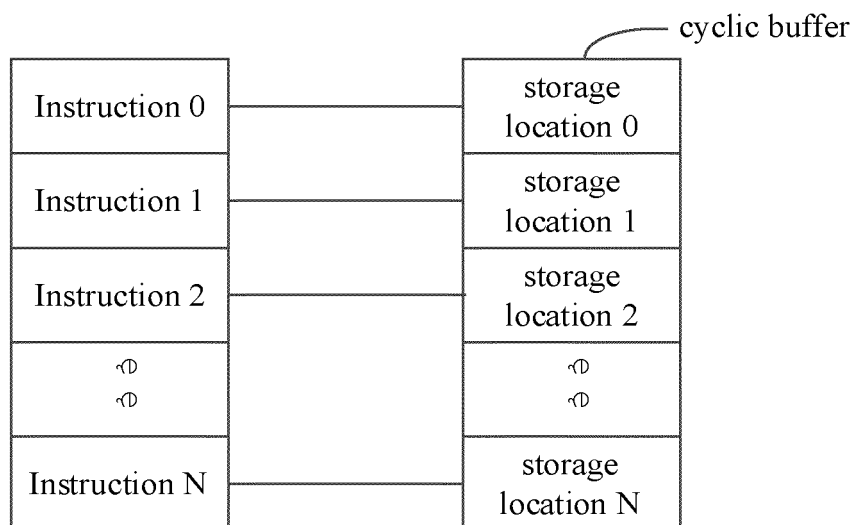 cyclic buffer
Instruction 0
storage
location 0
Instruction 1
storage
location 1
Instruction 2
storage
location 2
Instruction N
storage
location N